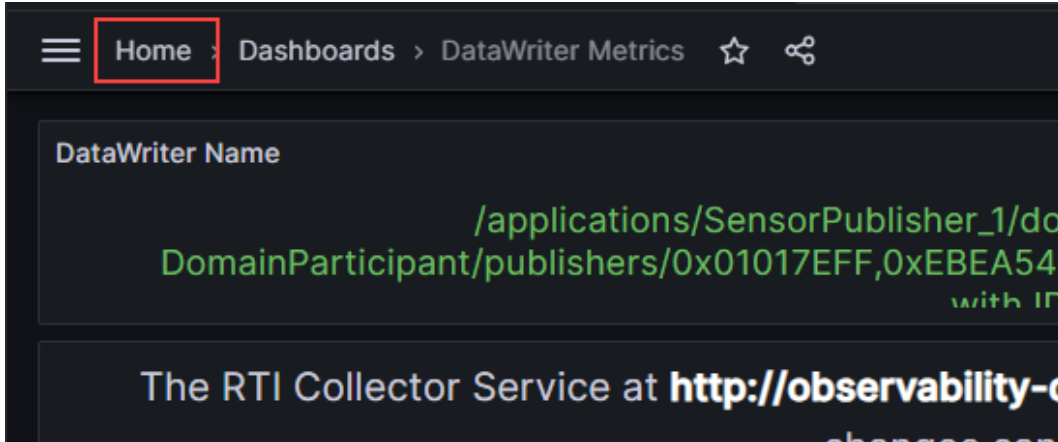 Home › Dashboards › DataWriter Metrics
DataWriter Name
/applications/SensorPublisher_1/do
DomainParticipant/publishers/0x01017EFF,0xEBEA54
with
The RTI Collector Service at http://observability-